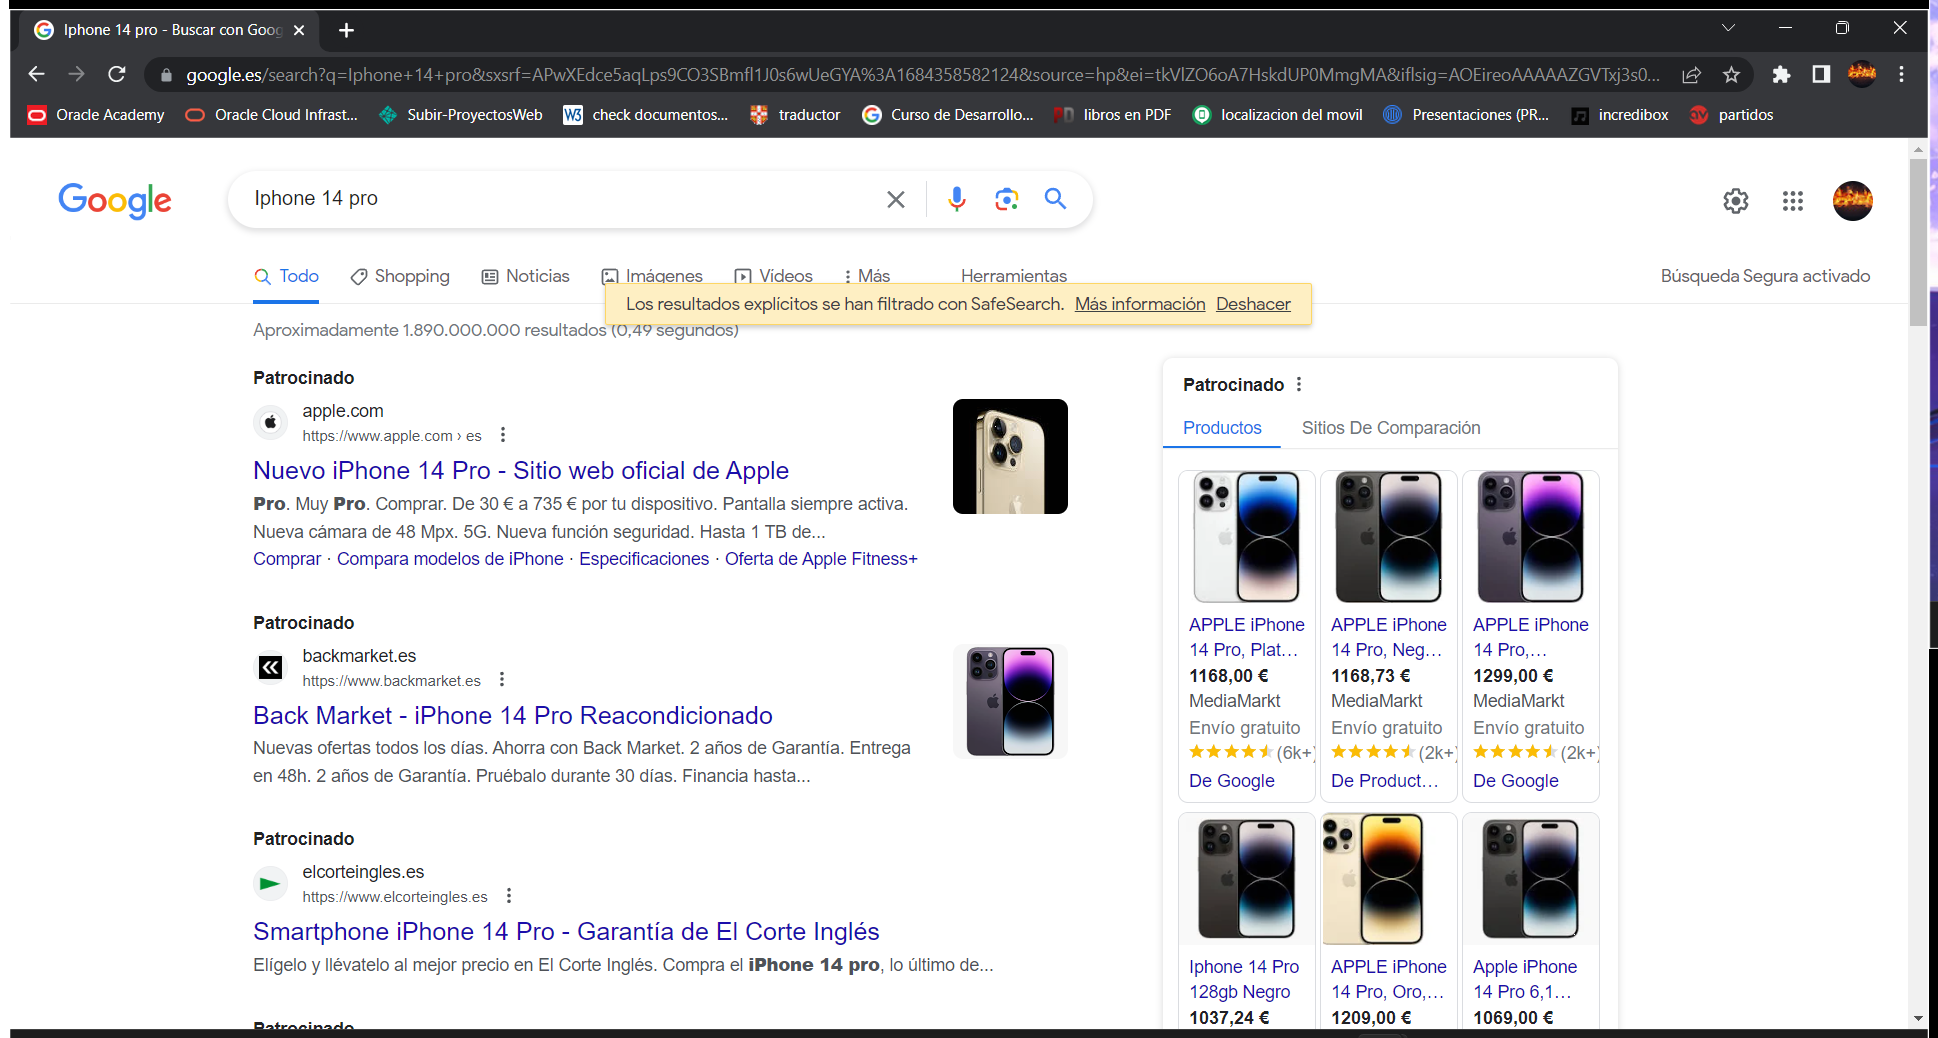 Iphone 14 pro - Buscar con Goog
google.es/search?q=Iphone+14+pro&sxsrf=APwXEdce5aqLps9CO3SBmfl1J0s6wUeGYA%3A1684358582124&source=hp&ei=tkVlZO6oA7HskdUP0MmgMA&iflsig=AOEireoAAAAAZGVTxj3s0...
Oracle Academy
Oracle Cloud Infrast...
Subir-ProyectosWeb
W3 check documentos...
traductor
Curso de Desarrollo...
libros en PDF
localizacion del movil
Presentaciones (PR...
incredibox
partidos
Google
Iphone 14 pro
Todo
Shopping
Noticias
Imágenes
Vídeos
Más
Herramientas
Búsqueda Segura activado
Los resultados explícitos se han filtrado con SafeSearch. Más información Deshacer
Aproximadamente 1.890.000.000 resultados (0,49 segundos)
Patrocinado
apple.com
https://www.apple.com › es
Nuevo iPhone 14 Pro - Sitio web oficial de Apple
Pro. Muy Pro. Comprar. De 30 € a 735 € por tu dispositivo. Pantalla siempre activa.
Nueva cámara de 48 Mpx. 5G. Nueva función seguridad. Hasta 1 TB de...
Comprar · Compara modelos de iPhone · Especificaciones · Oferta de Apple Fitness+
Patrocinado
backmarket.es
https://www.backmarket.es
Back Market - iPhone 14 Pro Reacondicionado
Nuevas ofertas todos los días. Ahorra con Back Market. 2 años de Garantía. Entrega
en 48h. 2 años de Garantía. Pruébalo durante 30 días. Financia hasta...
Patrocinado
elcorteingles.es
https://www.elcorteingles.es
Smartphone iPhone 14 Pro - Garantía de El Corte Inglés
Elígelo y llévatelo al mejor precio en El Corte Inglés. Compra el iPhone 14 pro, lo último de...
Patrocinado
Patrocinado
Productos
Sitios De Comparación
APPLE iPhone
14 Pro, Plat...
1168,00 €
MediaMarkt
Envío gratuito
(6k+)
De Google
APPLE iPhone
14 Pro, Neg...
1168,73 €
MediaMarkt
Envío gratuito
(2k+)
De Product...
APPLE iPhone
14 Pro,...
1299,00 €
MediaMarkt
Envío gratuito
(2k+)
De Google
Iphone 14 Pro
128gb Negro
1037,24 €
APPLE iPhone
14 Pro, Oro,...
1209,00 €
Apple iPhone
14 Pro 6,1...
1069,00 €